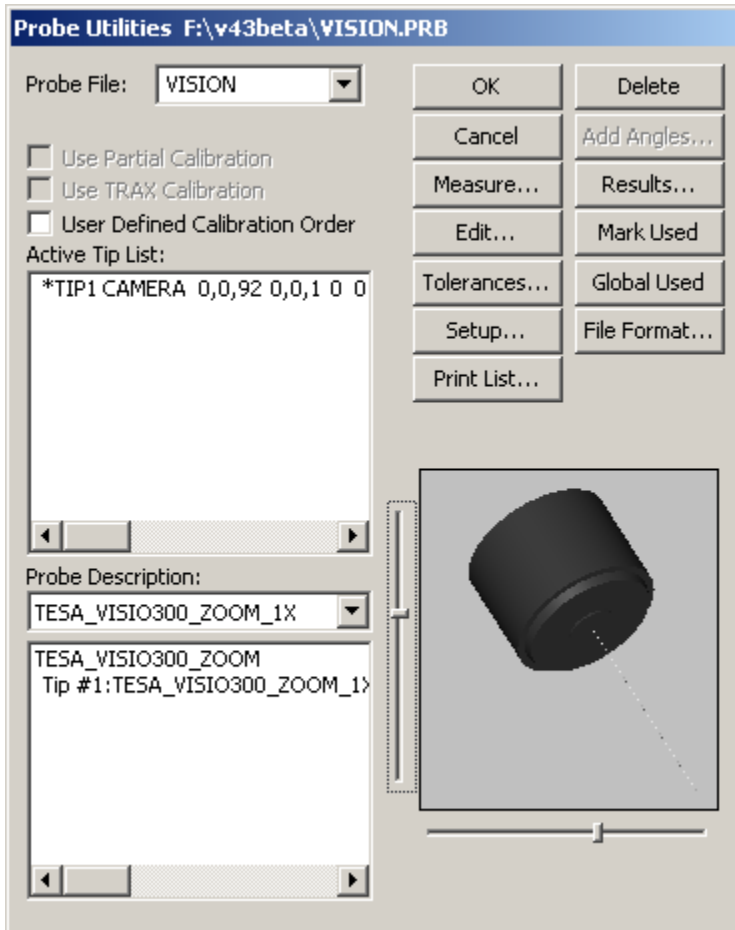 Probe Utilities F:\v43beta\VISION.PRB
Probe File: VISION
OK
Delete
Cancel
Add Angles...
Use Partial Calibration
Use TRAX Calibration
Measure...
Results...
User Defined Calibration Order
Edit...
Mark Used
Active Tip List:
*TIP1 CAMERA 0,0,92 0,0,1 0 0
Tolerances...
Global Used
Setup...
File Format...
Print List...
Probe Description:
TESA_VISIO300_ZOOM_1X
TESA_VISIO300_ZOOM
Tip #1:TESA_VISIO300_ZOOM_1X